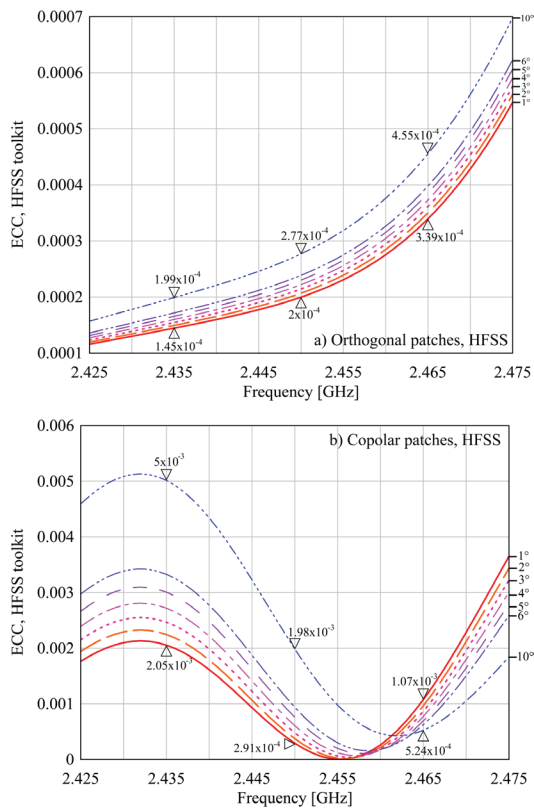 0.0007
0.0006
0.0005
0.0004
0.0003
0.0002
0.0001
ECC, HFSS toolkit
10°
6°
5°
4°
3°
2°
1°
4.55x10⁻⁴
2.77x10⁻⁴
1.99x10⁻⁴
3.39x10⁻⁴
2x10⁻⁴
1.45x10⁻⁴
a) Orthogonal patches, HFSS
2.425 2.435 2.445 2.455 2.465 2.475
Frequency [GHz]
b) Copolar patches, HFSS
0.006
0.005
0.004
0.003
0.002
0.001
0
ECC, HFSS toolkit
5x10⁻³
1.98x10⁻³
2.05x10⁻³
1.07x10⁻³
2.91x10⁻⁴
5.24x10⁻⁴
1°
2°
3°
4°
5°
6°
10°
2.425 2.435 2.445 2.455 2.465 2.475
Frequency [GHz]